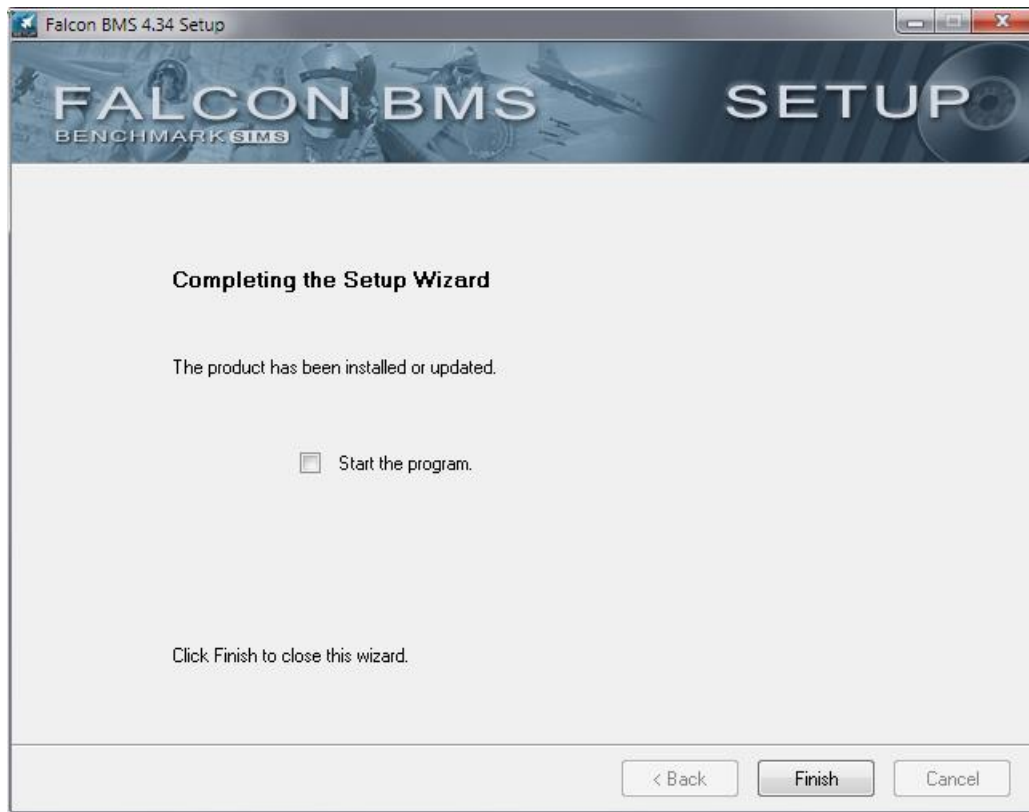 Falcon BMS 4.34 Setup
FALCON BMS
SETUP
BENCHMARK SIMS
Completing the Setup Wizard
The product has been installed or updated.
Start the program.
Click Finish to close this wizard.
< Back
Finish
Cancel